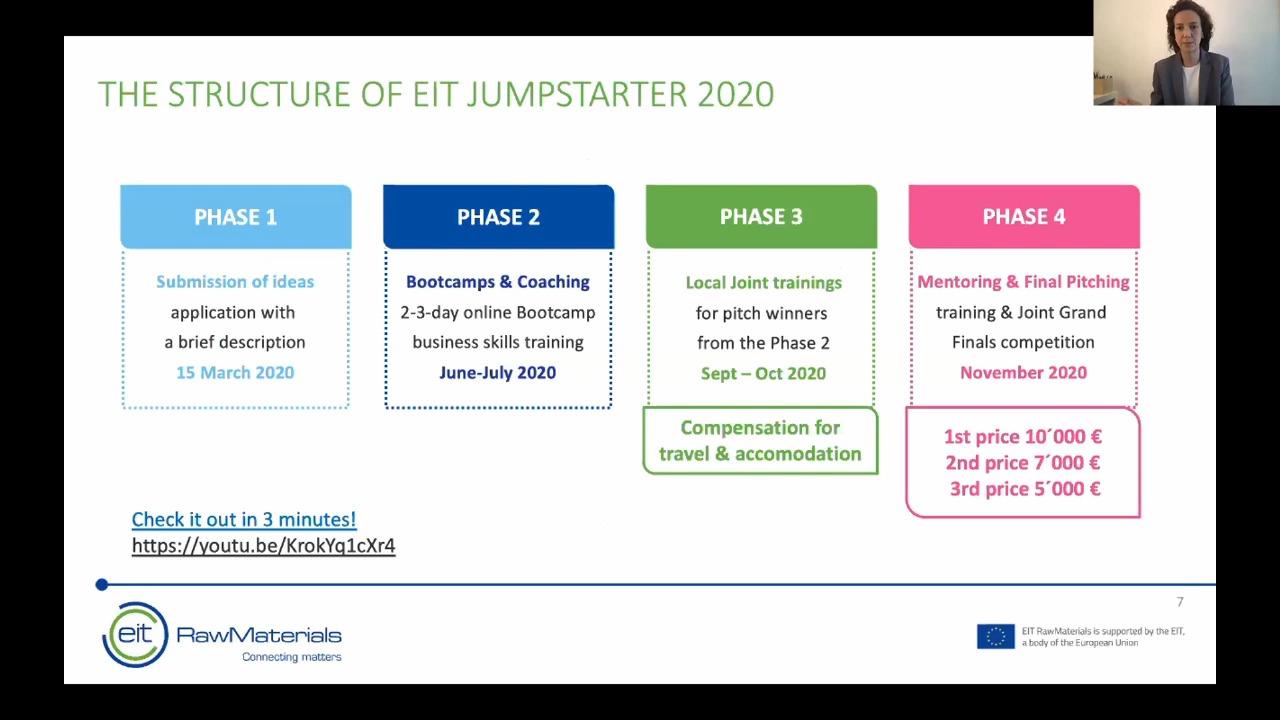 THE STRUCTURE OF EIT JUMPSTARTER 2020
PHASE 1
Submission of ideas
application with
a brief description
15 March 2020
PHASE 2
Bootcamps & Coaching
2-3-day online Bootcamp
business skills training
June-July 2020
PHASE 3
Local Joint trainings
for pitch winners
from the Phase 2
Sept – Oct 2020
Compensation for
travel & accomodation
PHASE 4
Mentoring & Final Pitching
training & Joint Grand
Finals competition
November 2020
1st price 10´000 €
2nd price 7´000 €
3rd price 5´000 €
Check it out in 3 minutes!
https://youtu.be/KrokYq1cXr4
7
eit RawMaterials
Connecting matters
EIT RawMaterials is supported by the EIT,
a body of the European Union